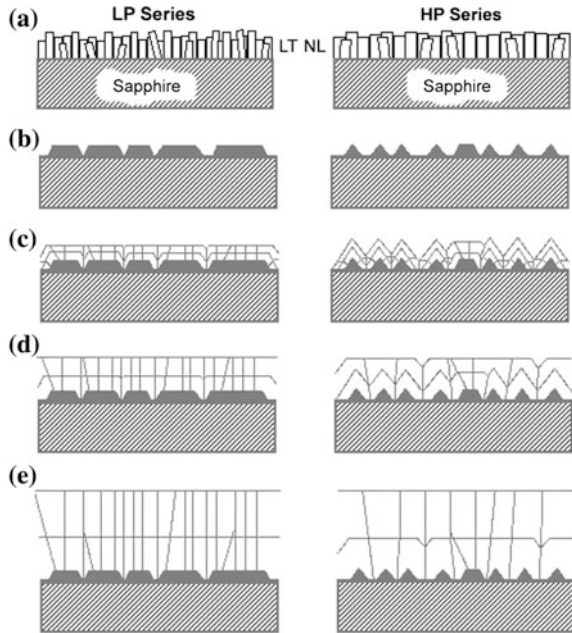 LP Series
HP Series
(a)
LT NL
Sapphire
Sapphire
(b)
(c)
(d)
(e)